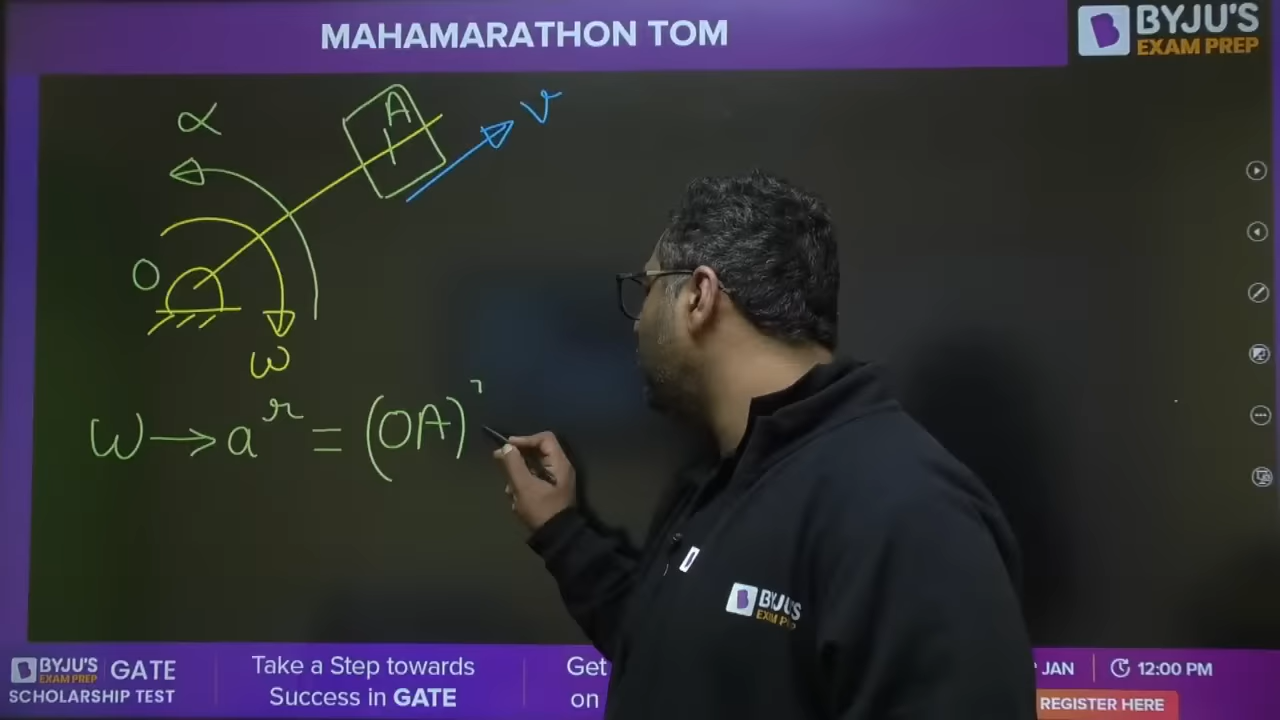 MAHAMARATHON TOM
BYJU'S
EXAM PREP
α
A
v
O
ω
ω → a^r = (OA)
BYJU'S
EXAM PREP
BYJU'S
EXAM PREP
GATE
SCHOLARSHIP TEST
Take a Step towards
Success in GATE
Get
on
JAN
12:00 PM
REGISTER HERE